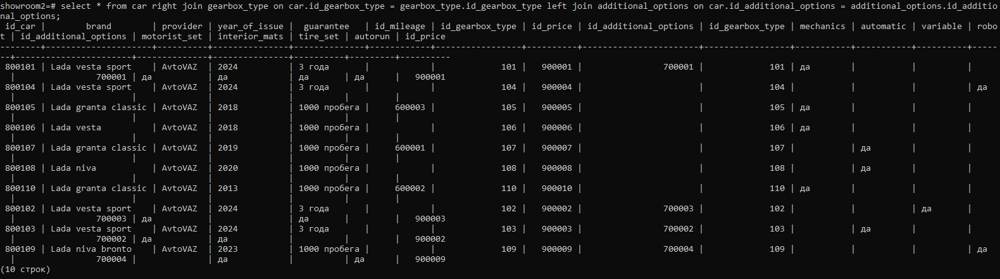 showroom2=# select * from car right join gearbox_type on car.id_gearbox_type = gearbox_type.id_gearbox_type left join additional_options on car.id_additional_options = additional_options.id_additio
nal_options;
 id_car |        brand        | provider | year_of_issue |  guarantee   | id_mileage | id_gearbox_type | id_price | id_additional_options | id_gearbox_type | mechanics | automatic | variable | robo
t | id_additional_options | motorist_set | interior_mats | tire_set | autorun | id_price
--------+---------------------+----------+---------------+--------------+------------+-----------------+----------+-----------------------+-----------------+-----------+-----------+----------+-----
--+-----------------------+--------------+---------------+----------+---------+----------
 800101 | Lada vesta sport    | AvtoVAZ  | 2024          | 3 года       |            |             101 |   900001 |                700001 |             101 | да        |           |          |
  |                700001 | да           | да            | да       | да      |   900001
 800104 | Lada vesta sport    | AvtoVAZ  | 2024          | 3 года       |            |             104 |   900004 |                       |             104 |           |           |          | да
  |                       |              |               |          |         |
 800105 | Lada granta classic | AvtoVAZ  | 2018          | 1000 пробега |     600003 |             105 |   900005 |                       |             105 | да        |           |          |
  |                       |              |               |          |         |
 800106 | Lada vesta          | AvtoVAZ  | 2018          | 1000 пробега |            |             106 |   900006 |                       |             106 | да        |           |          |
  |                       |              |               |          |         |
 800107 | Lada granta classic | AvtoVAZ  | 2019          | 1000 пробега |     600001 |             107 |   900007 |                       |             107 |           | да        |          |
  |                       |              |               |          |         |
 800108 | Lada niva           | AvtoVAZ  | 2020          | 1000 пробега |            |             108 |   900008 |                       |             108 |           | да        |          |
  |                       |              |               |          |         |
 800110 | Lada granta classic | AvtoVAZ  | 2013          | 1000 пробега |     600002 |             110 |   900010 |                       |             110 | да        |           |          |
  |                       |              |               |          |         |
 800102 | Lada vesta sport    | AvtoVAZ  | 2024          | 3 года       |            |             102 |   900002 |                700003 |             102 |           |           | да       |
  |                700003 | да           |               | да       |         |   900003
 800103 | Lada vesta sport    | AvtoVAZ  | 2024          | 3 года       |            |             103 |   900003 |                700002 |             103 |           | да        |          |
  |                700002 | да           | да            |          |         |   900002
 800109 | Lada niva bronto    | AvtoVAZ  | 2023          | 1000 пробега |            |             109 |   900009 |                700004 |             109 |           |           |          | да
  |                700004 |              | да            |          | да      |   900009
(10 строк)